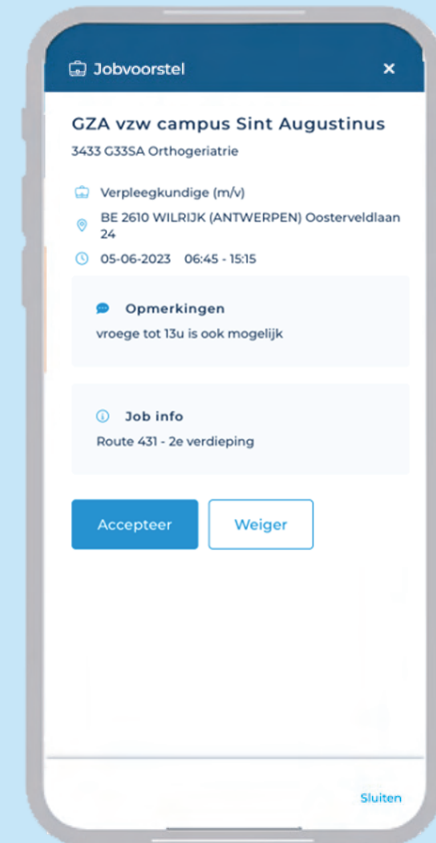 Jobvoorstel
GZA vzw campus Sint Augustinus
3433 G33SA Orthogeriatrie
Verpleegkundige (m/v)
BE 2610 WILRIJK (ANTWERPEN) Oosterveldlaan
24
05-06-2023 06:45 - 15:15
Opmerkingen
vroege tot 13u is ook mogelijk
Job info
Route 431 - 2e verdieping
Accepteer Weiger
Sluiten